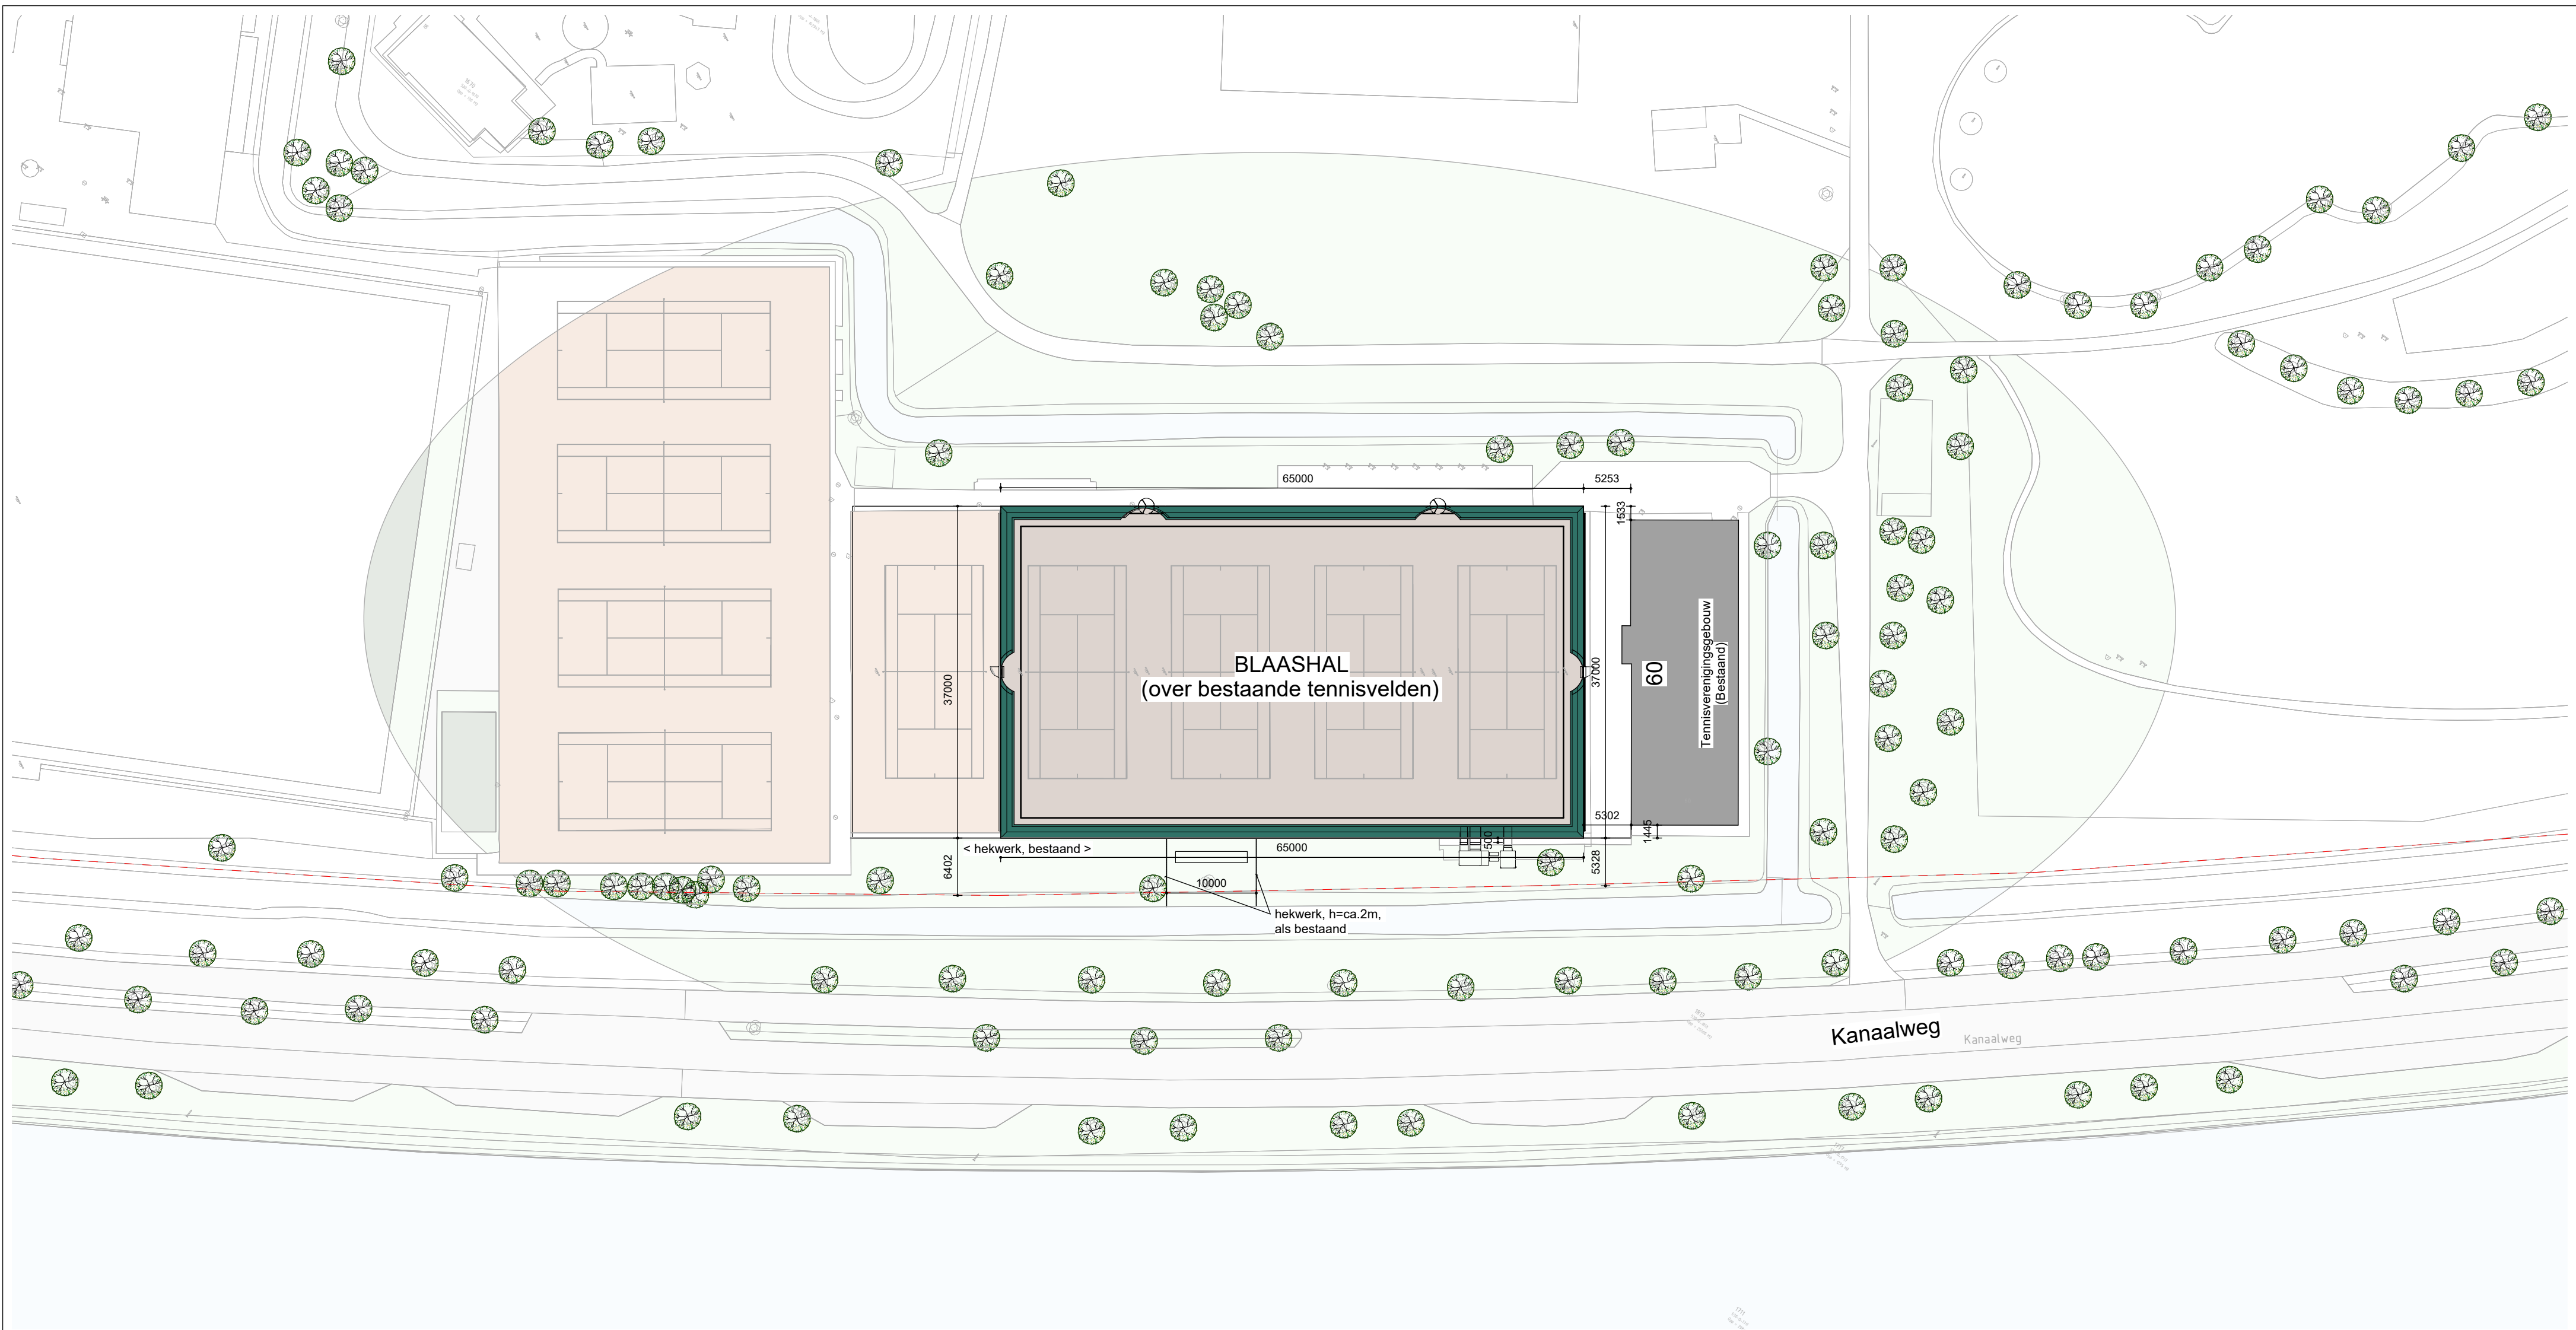 65000
5253
1533
BLAASHAL
(over bestaande tennisvelden)
37000
37000
60
Tennisverenigingsgebouw
(Bestaand)
5302
1445
< hekwerk, bestaand >
65000
500
5328
6402
10000
hekwerk, h=ca.2m,
als bestaand
Kanaalweg
Kanaalweg